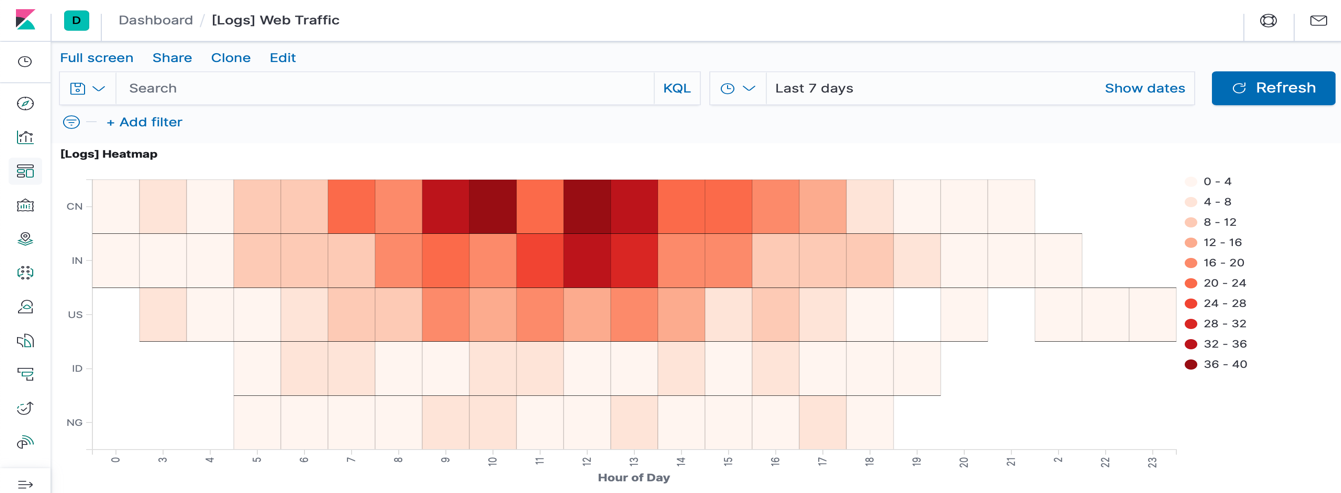 D Dashboard / [Logs] Web Traffic
Full screen Share Clone Edit
Search KQL Last 7 days Show dates Refresh
+ Add filter
[Logs] Heatmap
CN
IN
US
ID
NG
0 3 4 5 6 7 8 9 10 11 12 13 14 15 16 17 18 19 20 21 2 22 23
Hour of Day
0 - 4
4 - 8
8 - 12
12 - 16
16 - 20
20 - 24
24 - 28
28 - 32
32 - 36
36 - 40